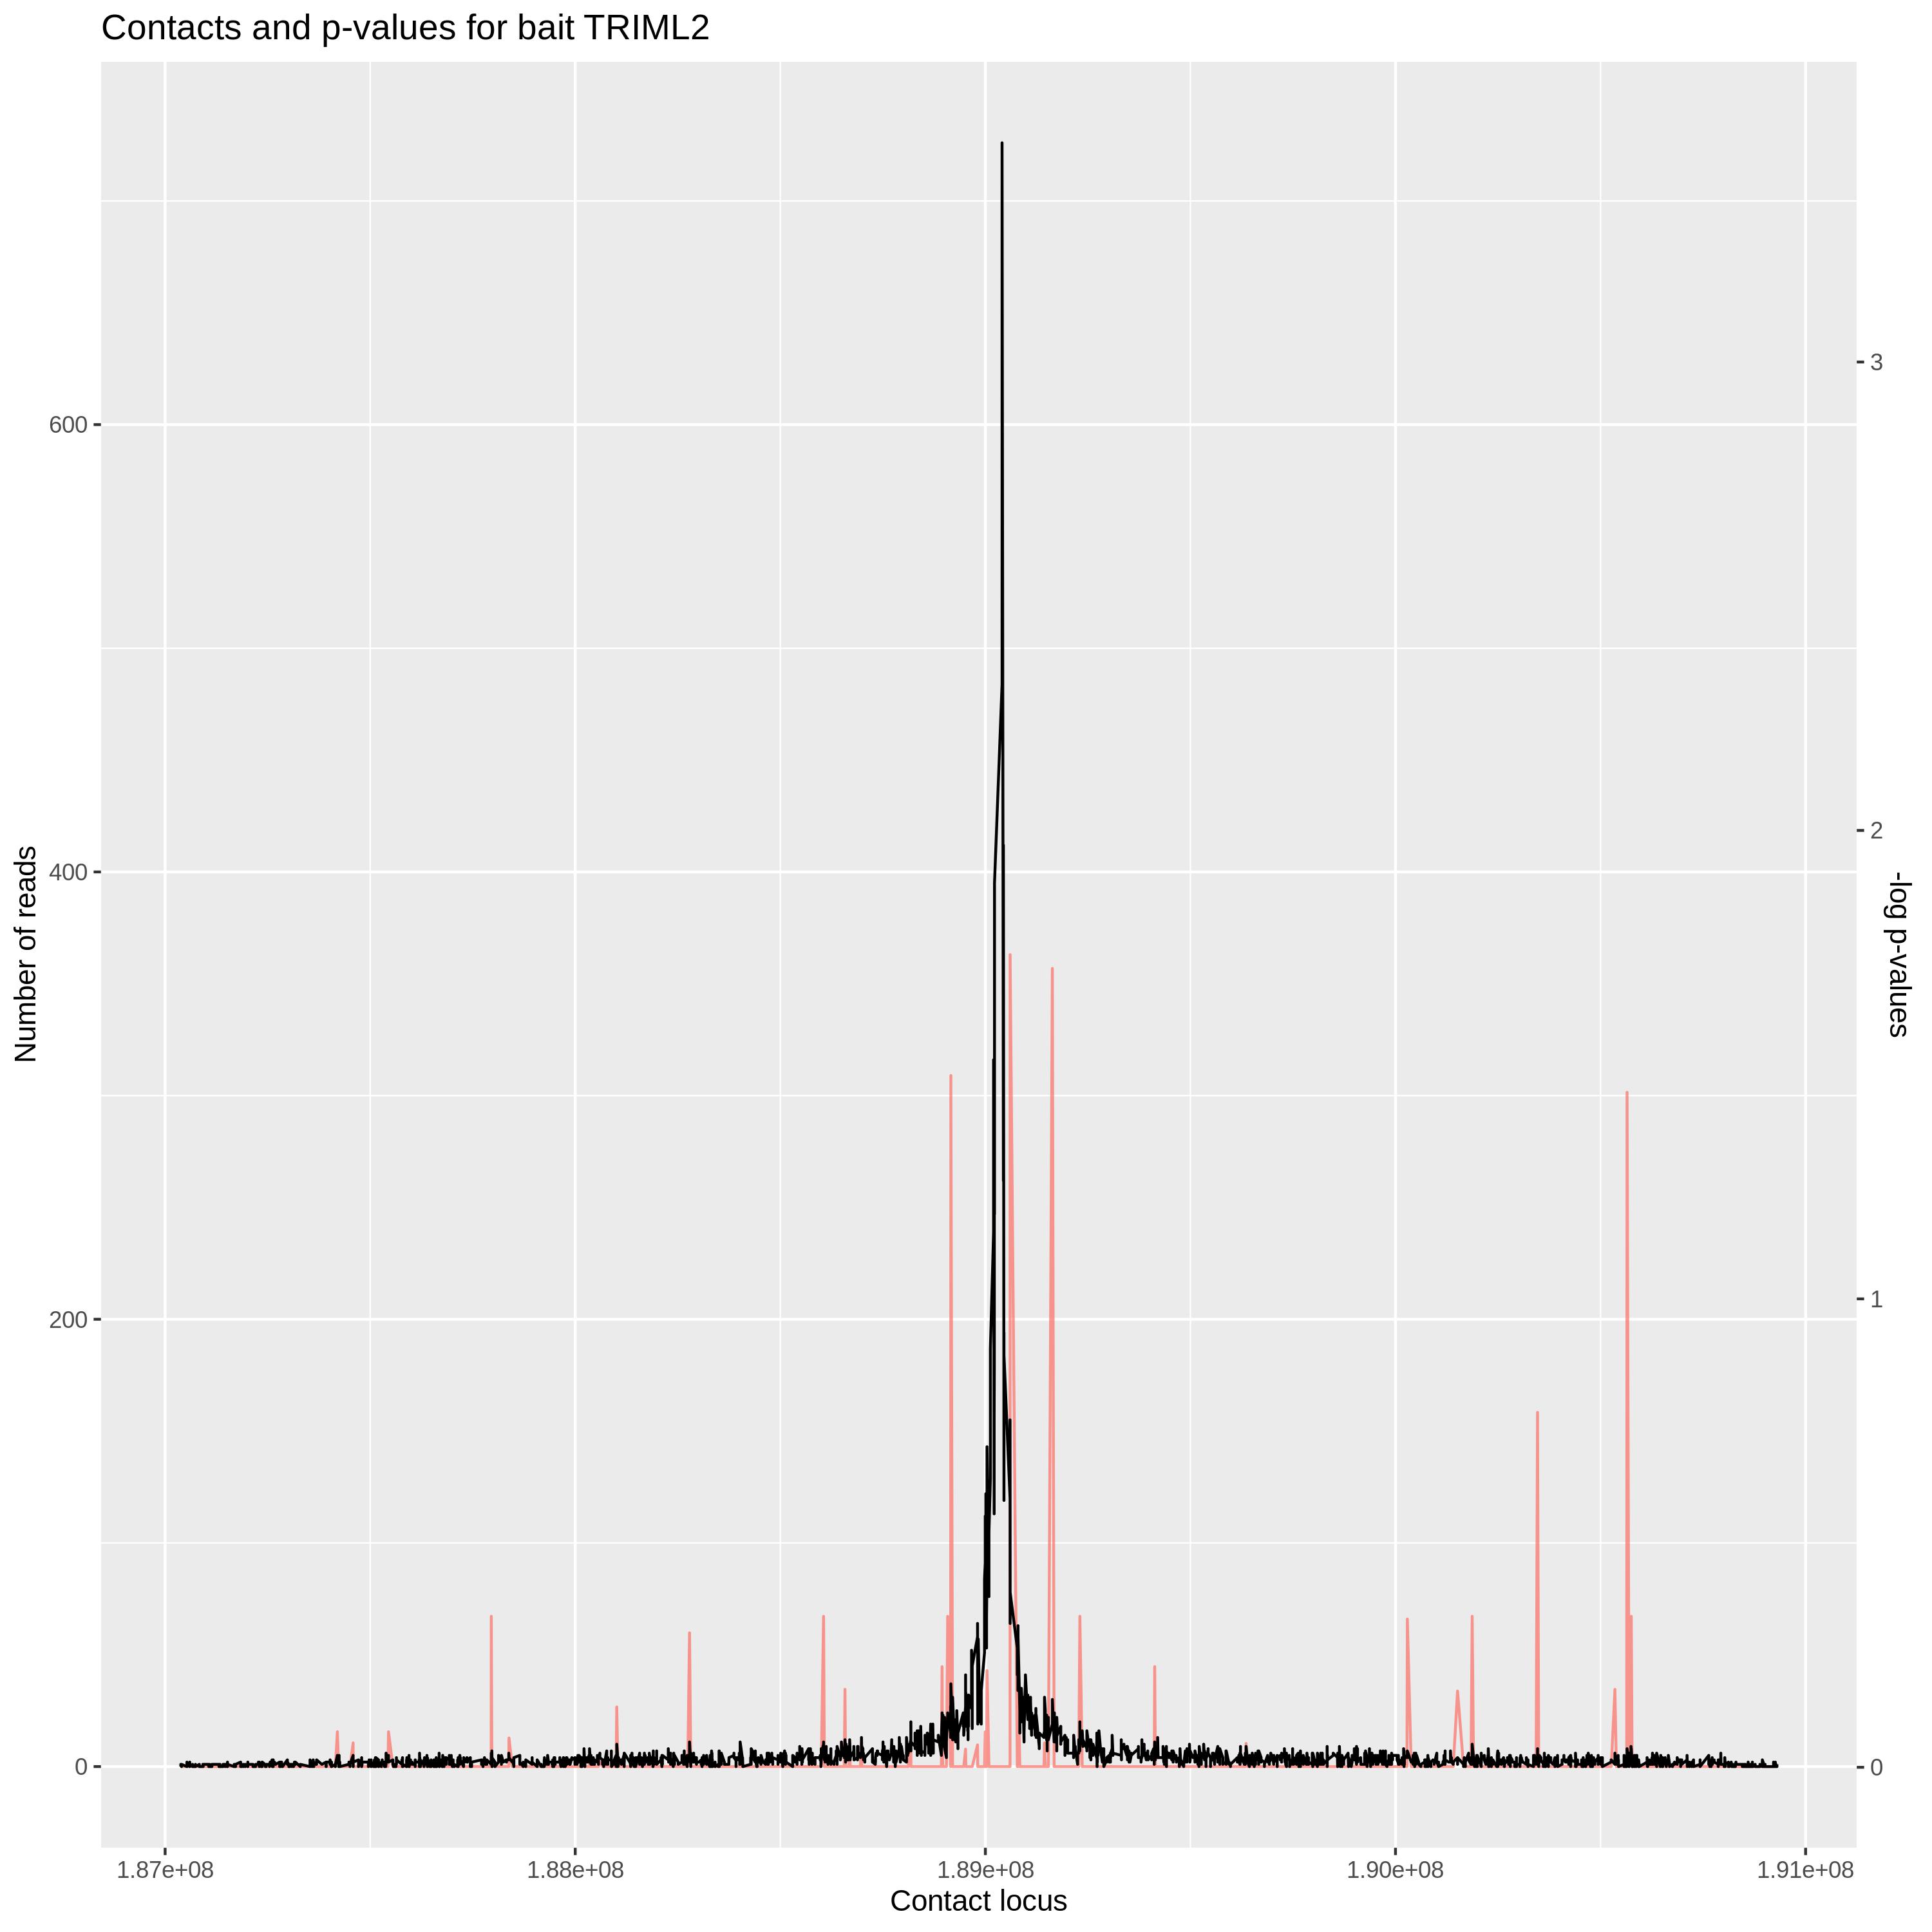 Contacts and p-values for bait TRIML2
Number of reads
600
400
200
0
3
2
1
0
-log p-values
1.87e+08
1.88e+08
1.89e+08
1.90e+08
1.91e+08
Contact locus